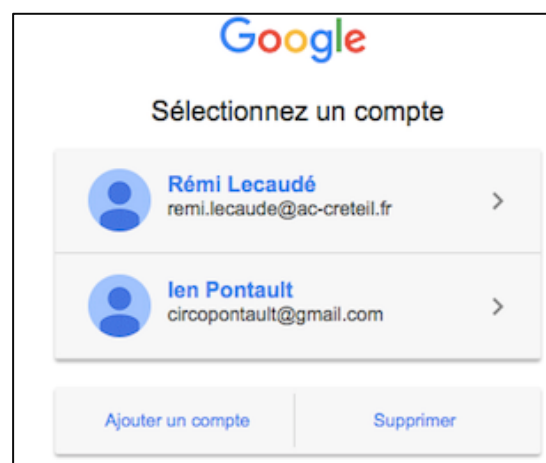 Google
Sélectionnez un compte
Rémi Lecaudé
remi.lecaude@ac-creteil.fr
Ien Pontault
circopontault@gmail.com
Ajouter un compte
Supprimer